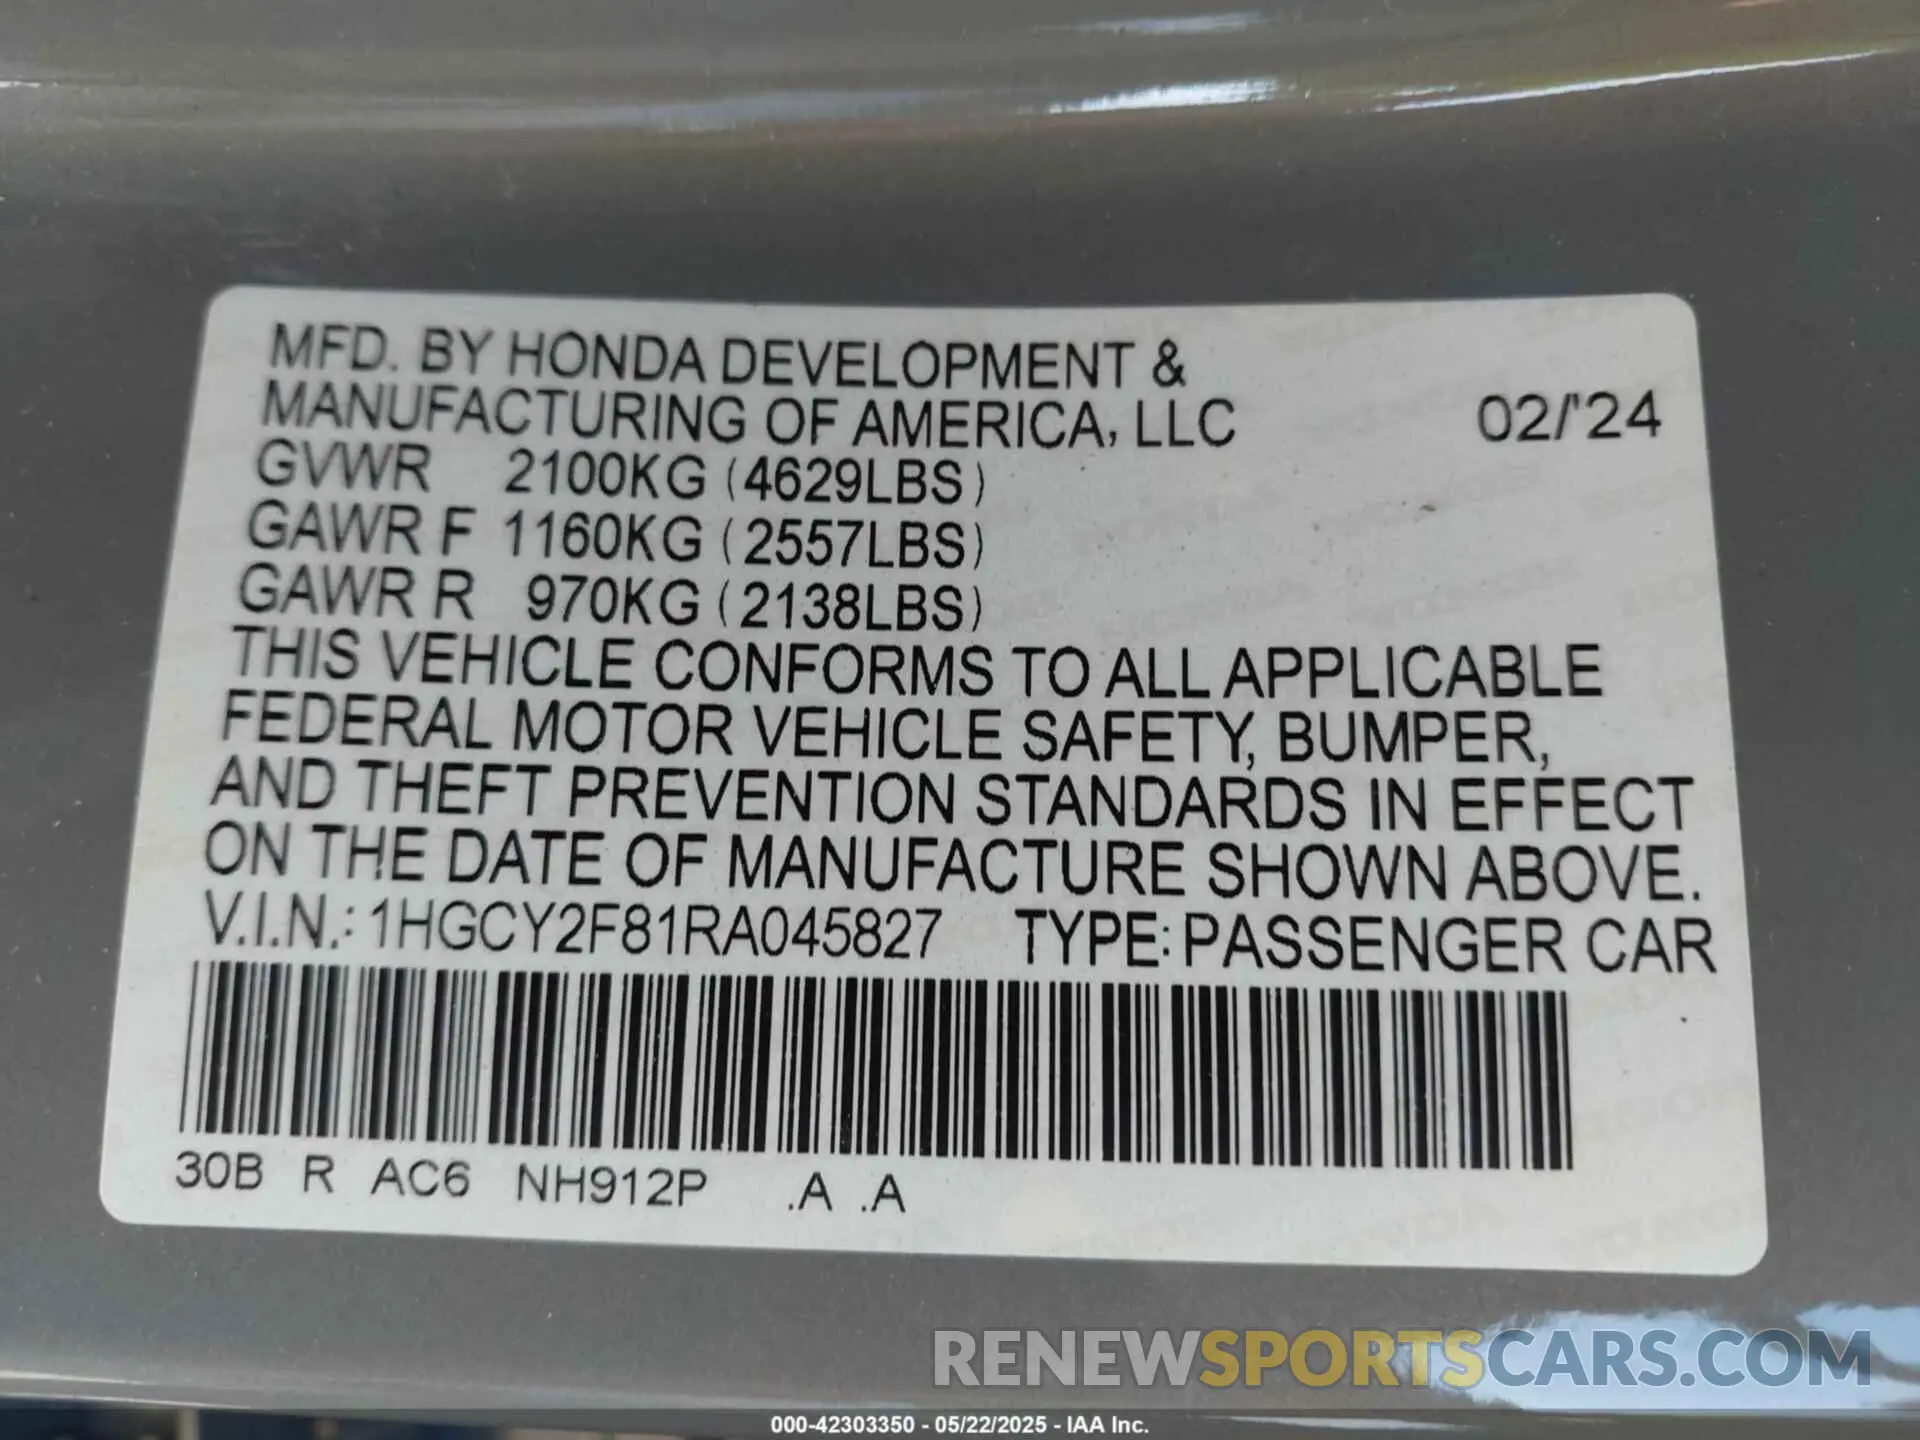 MFD. BY HONDA DEVELOPMENT &
MANUFACTURING OF AMERICA, LLC 02/'24
GVWR 2100KG (4629LBS)
GAWR F 1160KG (2557LBS)
GAWR R 970KG (2138LBS)
THIS VEHICLE CONFORMS TO ALL APPLICABLE
FEDERAL MOTOR VEHICLE SAFETY, BUMPER,
AND THEFT PREVENTION STANDARDS IN EFFECT
ON THE DATE OF MANUFACTURE SHOWN ABOVE.
V.I.N.: 1HGCY2F81RA045827 TYPE: PASSENGER CAR
30B R AC6 NH912P .A .A
RENEWSPORTSCARS.COM
000-42303350 - 05/22/2025 - IAA Inc.